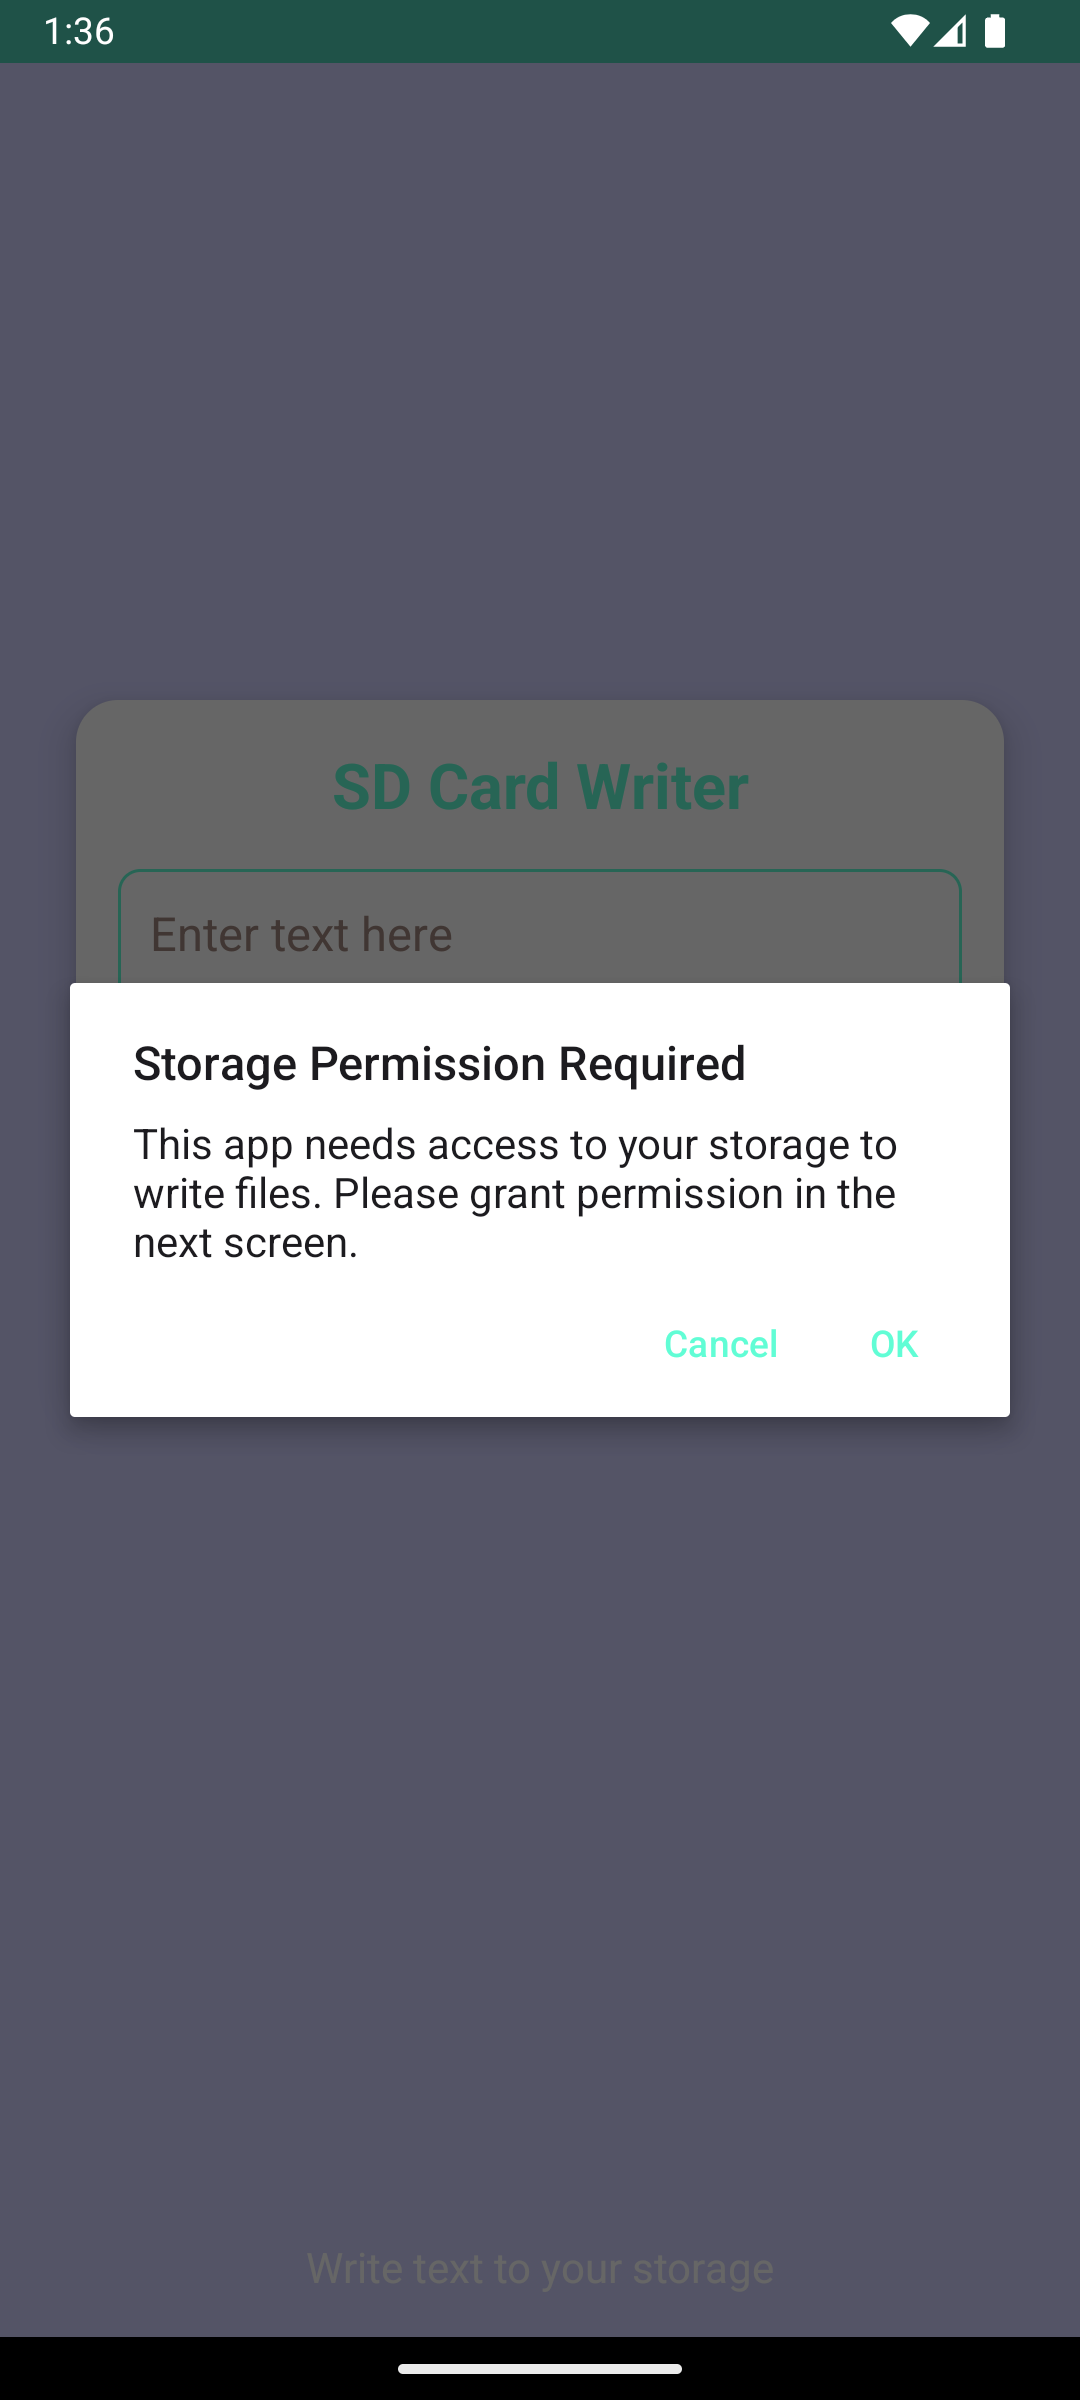 1:36
SD Card Writer
Enter text here
Storage Permission Required
This app needs access to your storage to
write files. Please grant permission in the
next screen.
Cancel OK
Write text to your storage